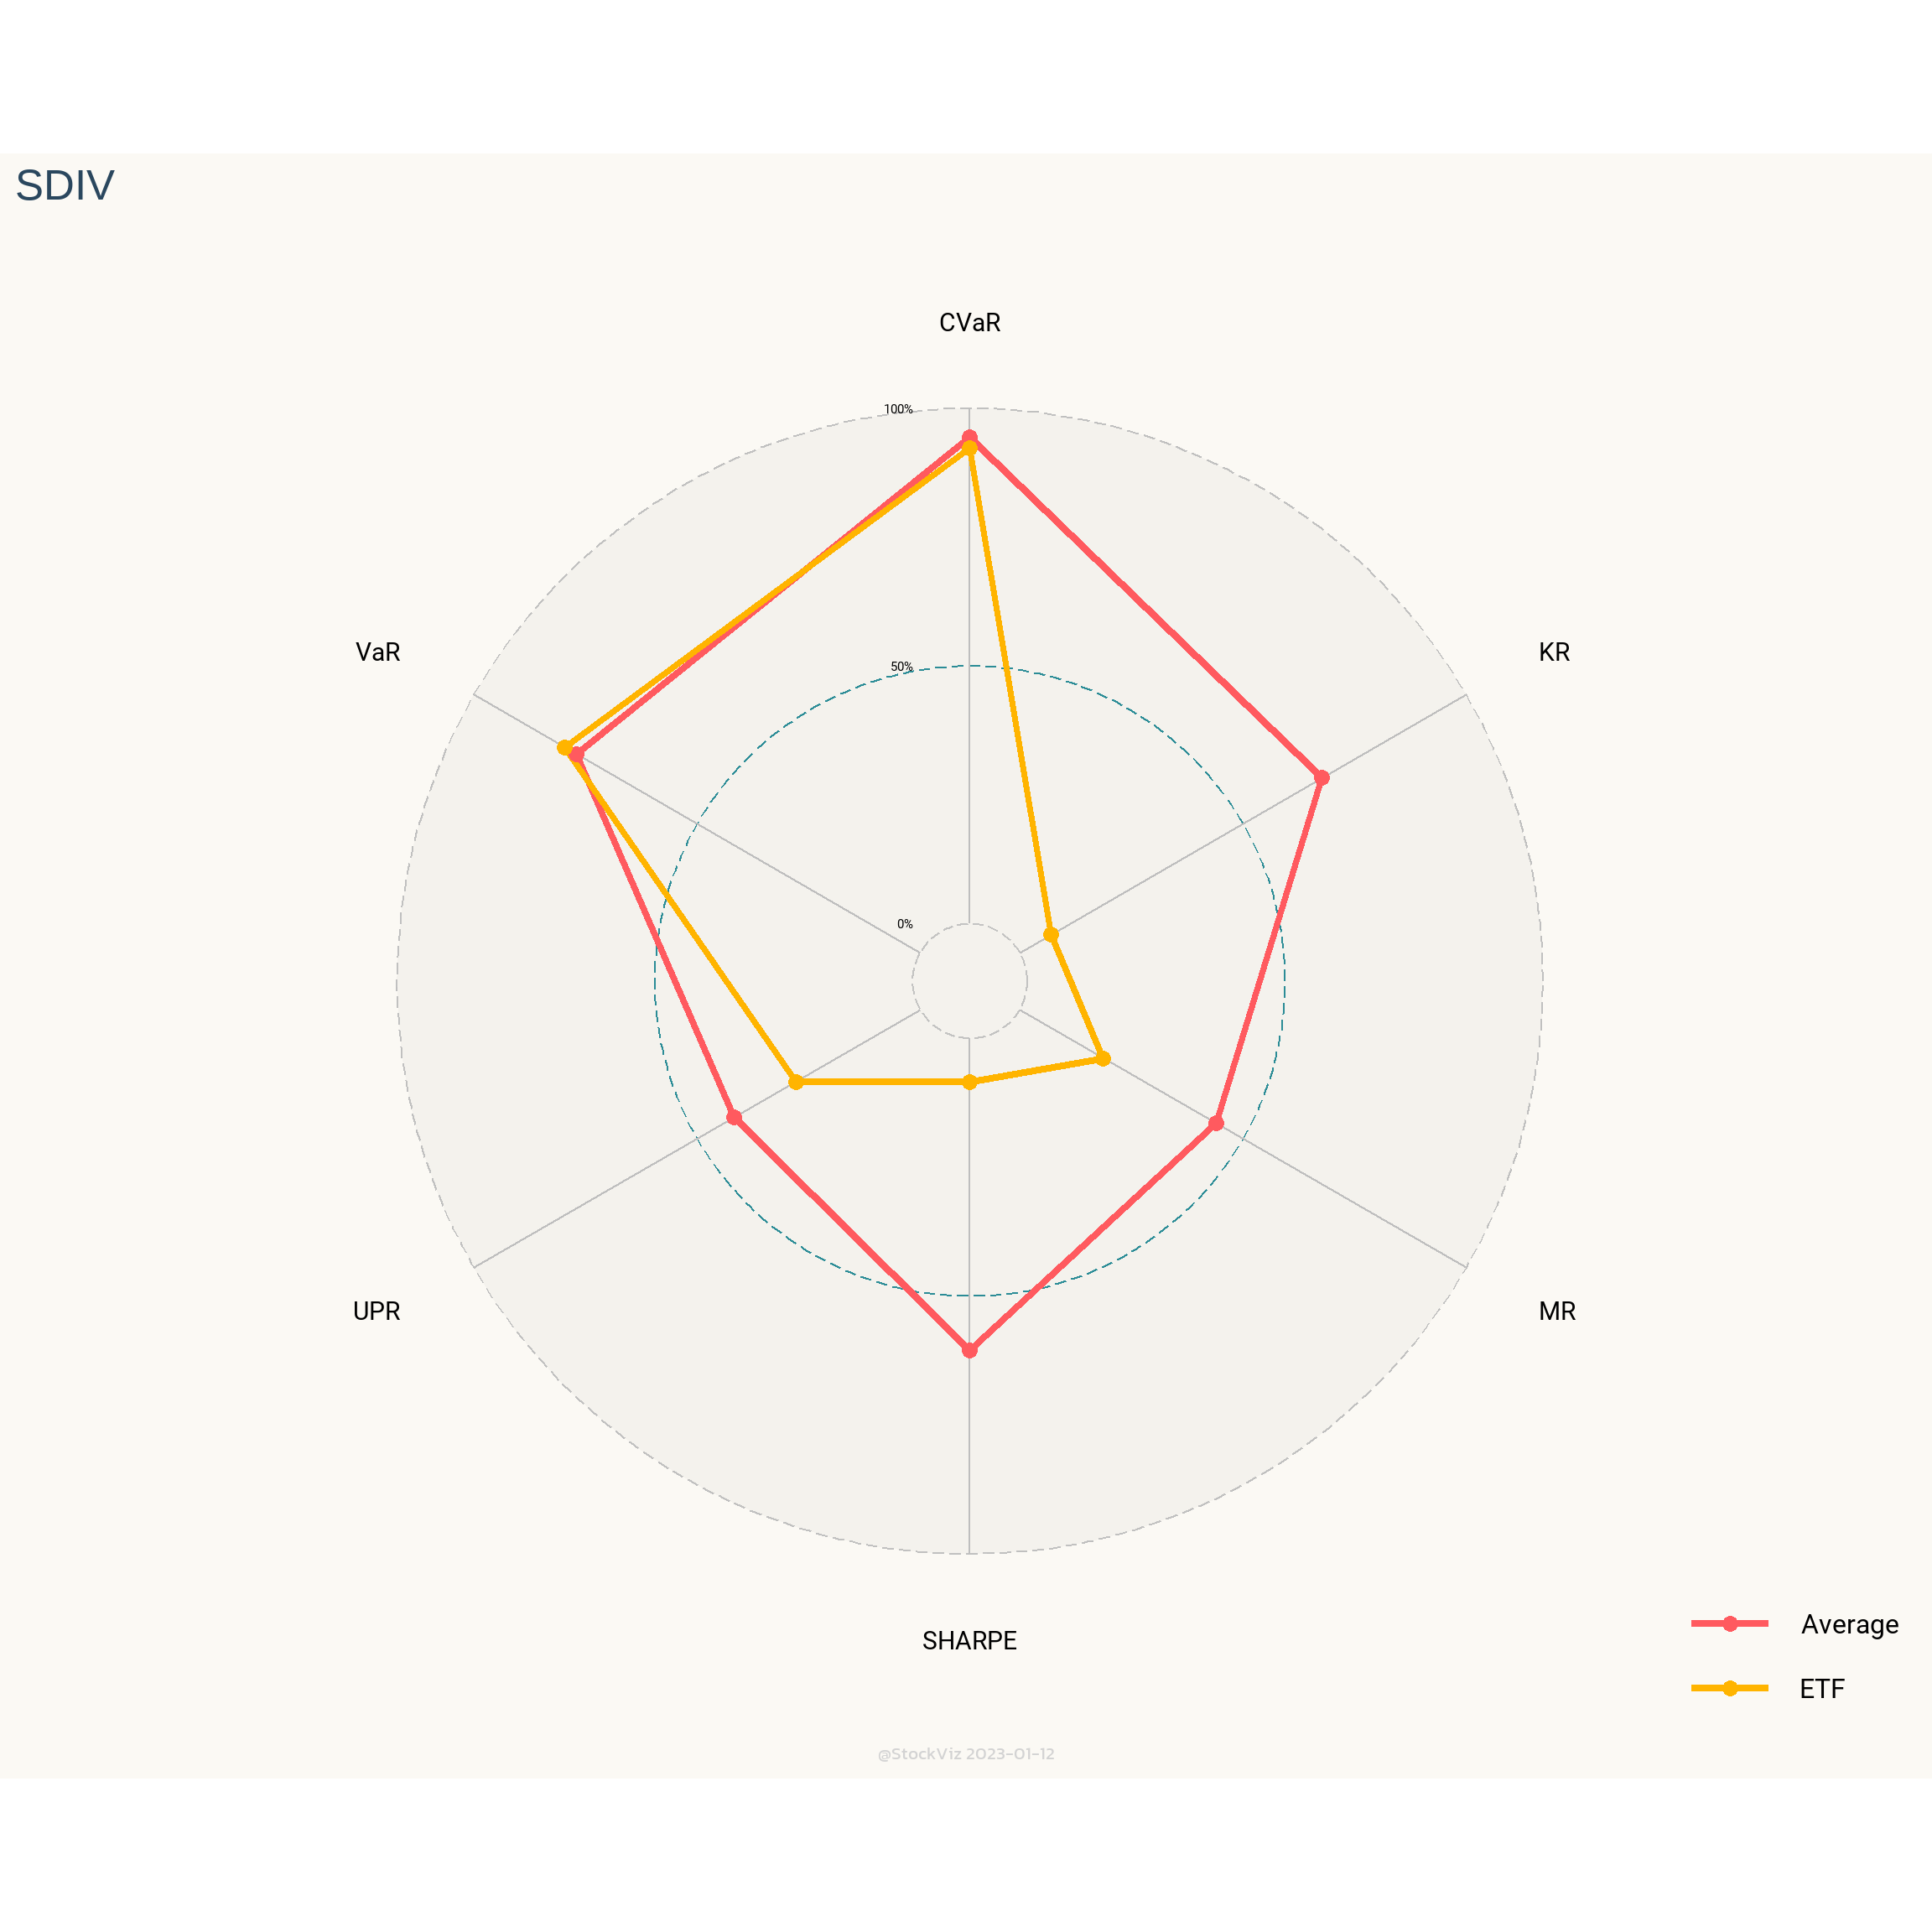 SDIV
CVaR
100%
VaR
KR
50%
0%
UPR
MR
SHARPE
Average
ETF
@StockViz 2023-01-12